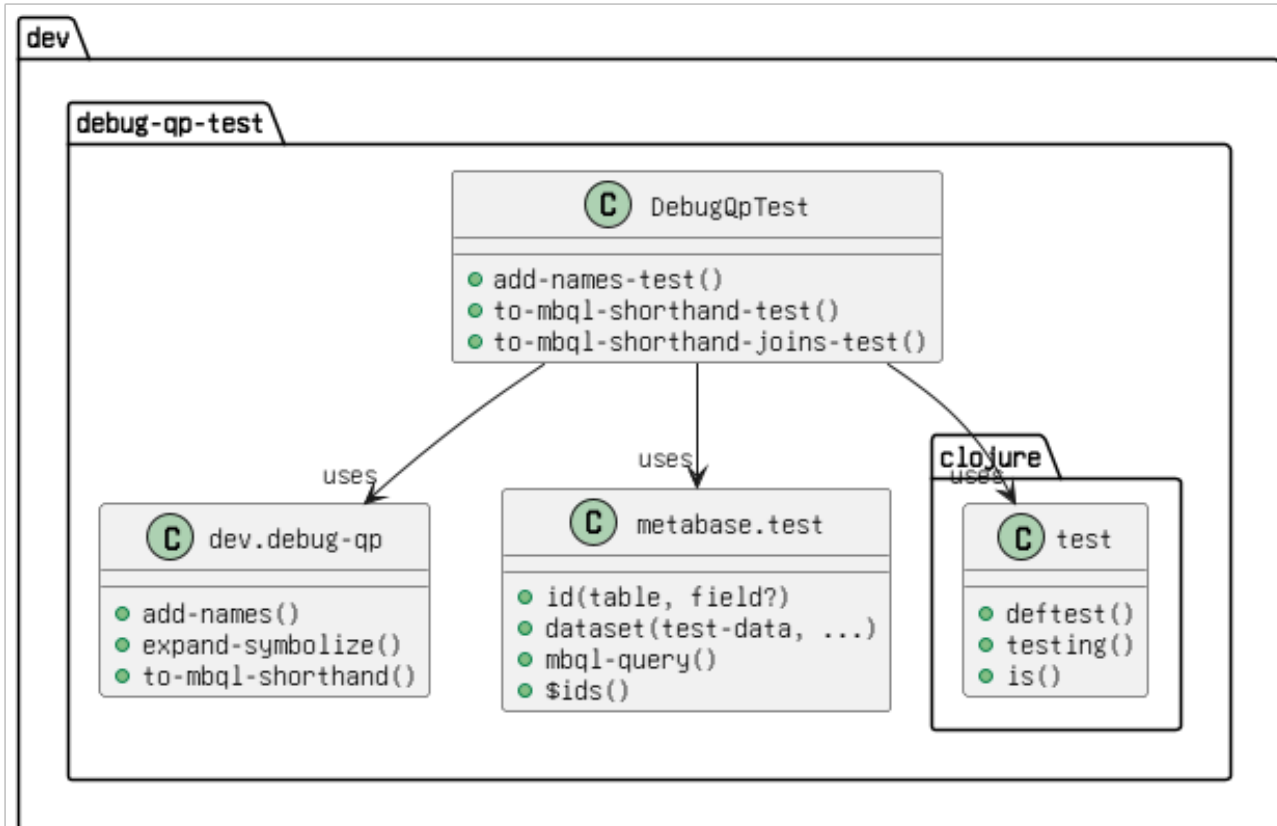 dev
debug-qp-test
C DebugQpTest
add-names-test()
to-mbql-shorthand-test()
to-mbql-shorthand-joins-test()
uses
uses
uses
clojure
C dev.debug-qp
add-names()
expand-symbolize()
to-mbql-shorthand()
C metabase.test
id(table, field?)
dataset(test-data, ...)
mbql-query()
$ids()
C test
deftest()
testing()
is()